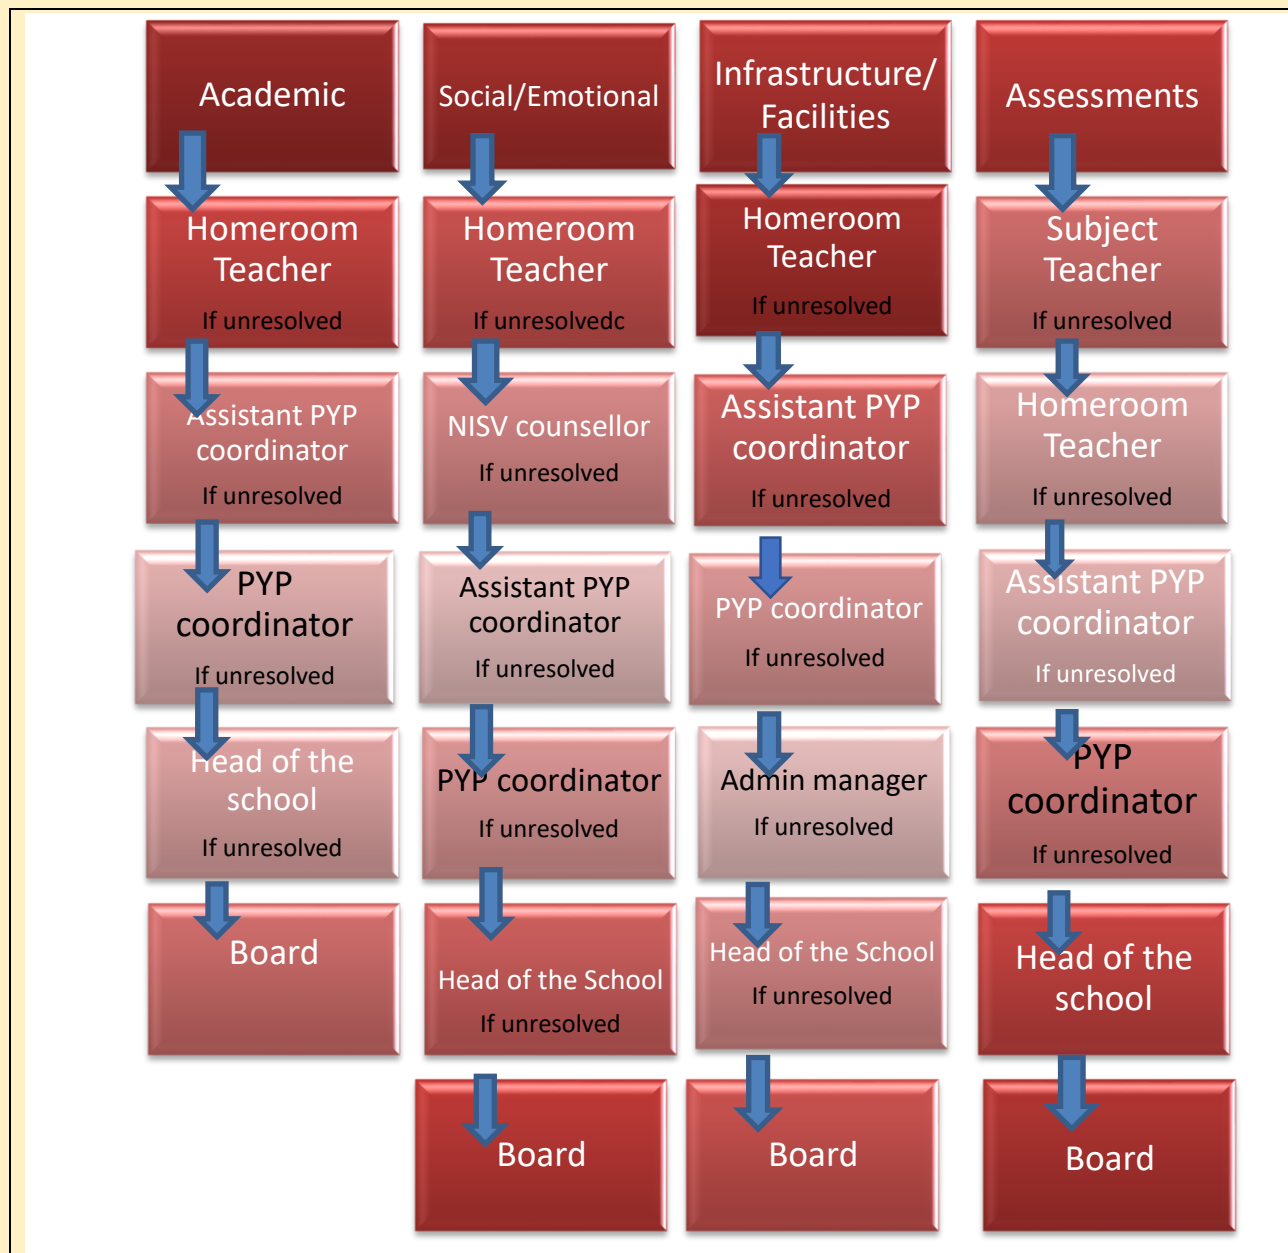 Academic
Homeroom
Teacher
If unresolved
Assistant PYP
coordinator
If unresolved
PYP
coordinator
If unresolved
Head of the
school
If unresolved
Board
Social/Emotional
Homeroom
Teacher
If unresolvedc
NISV counsellor
If unresolved
Assistant PYP
coordinator
If unresolved
PYP coordinator
If unresolved
Head of the School
If unresolved
Board
Infrastructure/
Facilities
Homeroom
Teacher
If unresolved
Assistant PYP
coordinator
If unresolved
PYP coordinator
If unresolved
Admin manager
If unresolved
Head of the School
If unresolved
Board
Assessments
Subject
Teacher
If unresolved
Homeroom
Teacher
If unresolved
Assistant PYP
coordinator
If unresolved
PYP
coordinator
If unresolved
Head of the
school
Board